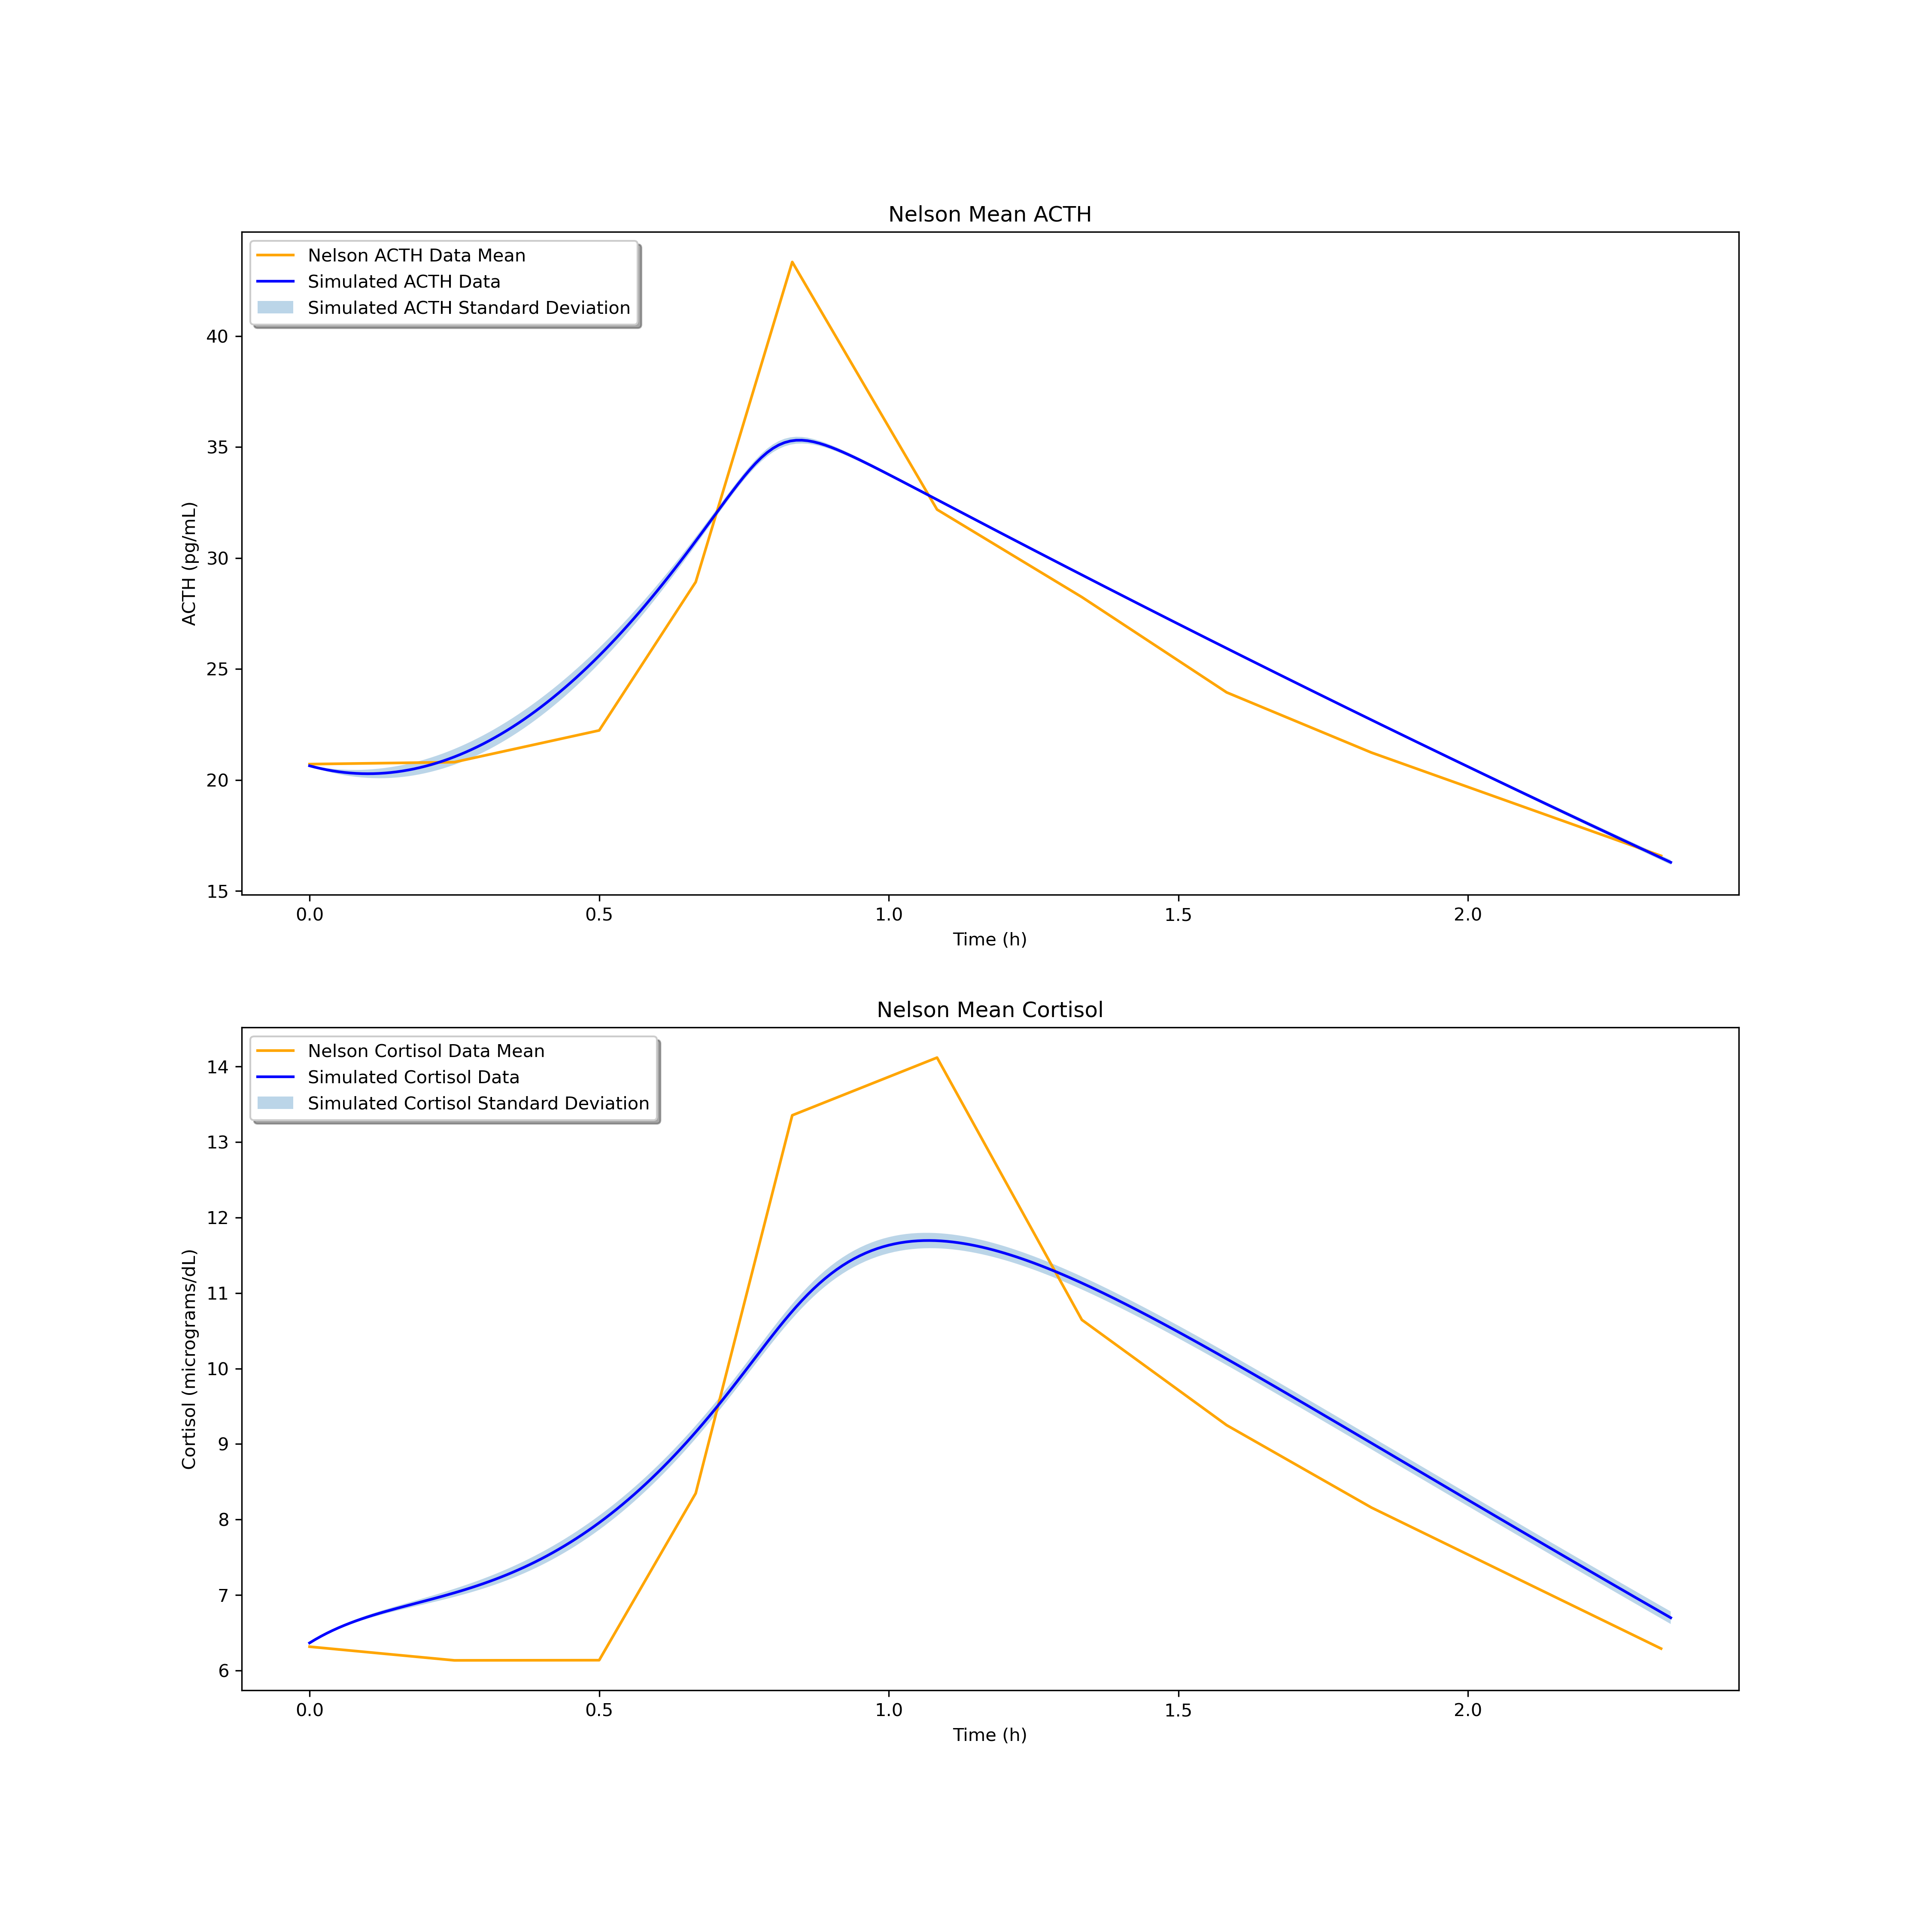 Nelson Mean ACTH
Nelson ACTH Data Mean
Simulated ACTH Data
Simulated ACTH Standard Deviation
40
35
30
25
20
15
ACTH (pg/mL)
0.0 0.5 1.0 1.5 2.0
Time (h)
Nelson Mean Cortisol
Nelson Cortisol Data Mean
Simulated Cortisol Data
Simulated Cortisol Standard Deviation
14
13
12
11
10
9
8
7
6
Cortisol (micrograms/dL)
0.0 0.5 1.0 1.5 2.0
Time (h)